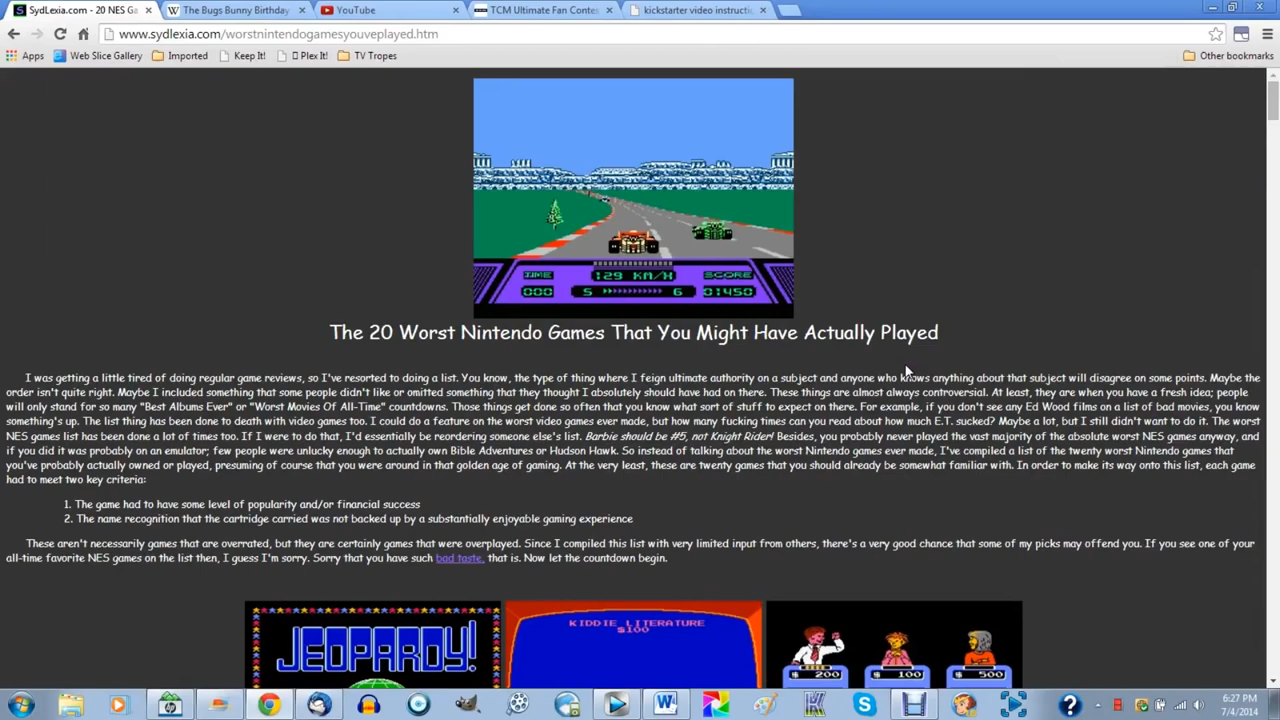 SydLexia.com - 20 NES Ga
The Bugs Bunny Birthday
YouTube
TCM Ultimate Fan Contes
kickstarter video instructi
www.sydlexia.com/worstnintendogamesyouveplayed.htm
Apps
Web Slice Gallery
Imported
Keep It!
Plex It!
TV Tropes
Other bookmarks
TIME 129 KM/H SCORE
000 5 6 01450
The 20 Worst Nintendo Games That You Might Have Actually Played
I was getting a little tired of doing regular game reviews, so I've resorted to doing a list. You know, the type of thing where I feign ultimate authority on a subject and anyone who knows anything about that subject will disagree on some points. Maybe the
order isn't quite right. Maybe I included something that some people didn't like or omitted something that they thought I absolutely should have had on there. These things are almost always controversial. At least, they are when you have a fresh idea; people
will only stand for so many "Best Albums Ever" or "Worst Movies Of All-Time" countdowns. Those things get done so often that you know what sort of stuff to expect on there. For example, if you don't see any Ed Wood films on a list of bad movies, you know
something's up. The list thing has been done to death with video games too. I could do a feature on the worst video games ever made, but how many fucking times can you read about how much E.T. sucked? Maybe a lot, but I still didn't want to do it. The worst
NES games list has been done a lot of times too. If I were to do that, I'd essentially be reordering someone else's list. Barbie should be #5, not Knight Rider! Besides, you probably never played the vast majority of the absolute worst NES games anyway, and
if you did it was probably on an emulator; few people were unlucky enough to actually own Bible Adventures or Hudson Hawk. So instead of talking about the worst Nintendo games ever made, I've compiled a list of the twenty worst Nintendo games that
you've probably actually owned or played, presuming of course that you were around in that golden age of gaming. At the very least, these are twenty games that you should already be somewhat familiar with. In order to make its way onto this list, each game
had to meet two key criteria:
1. The game had to have some level of popularity and/or financial success
2. The name recognition that the cartridge carried was not backed up by a substantially enjoyable gaming experience
These aren't necessarily games that are overrated, but they are certainly games that were overplayed. Since I compiled this list with very limited input from others, there's a very good chance that some of my picks may offend you. If you see one of your
all-time favorite NES games on the list then, I guess I'm sorry. Sorry that you have such bad taste, that is. Now let the countdown begin.
JEOPARDY!
KIDDIE LITERATURE
$100
$ 200 $ 100 $ 500
6:27 PM
7/4/2014